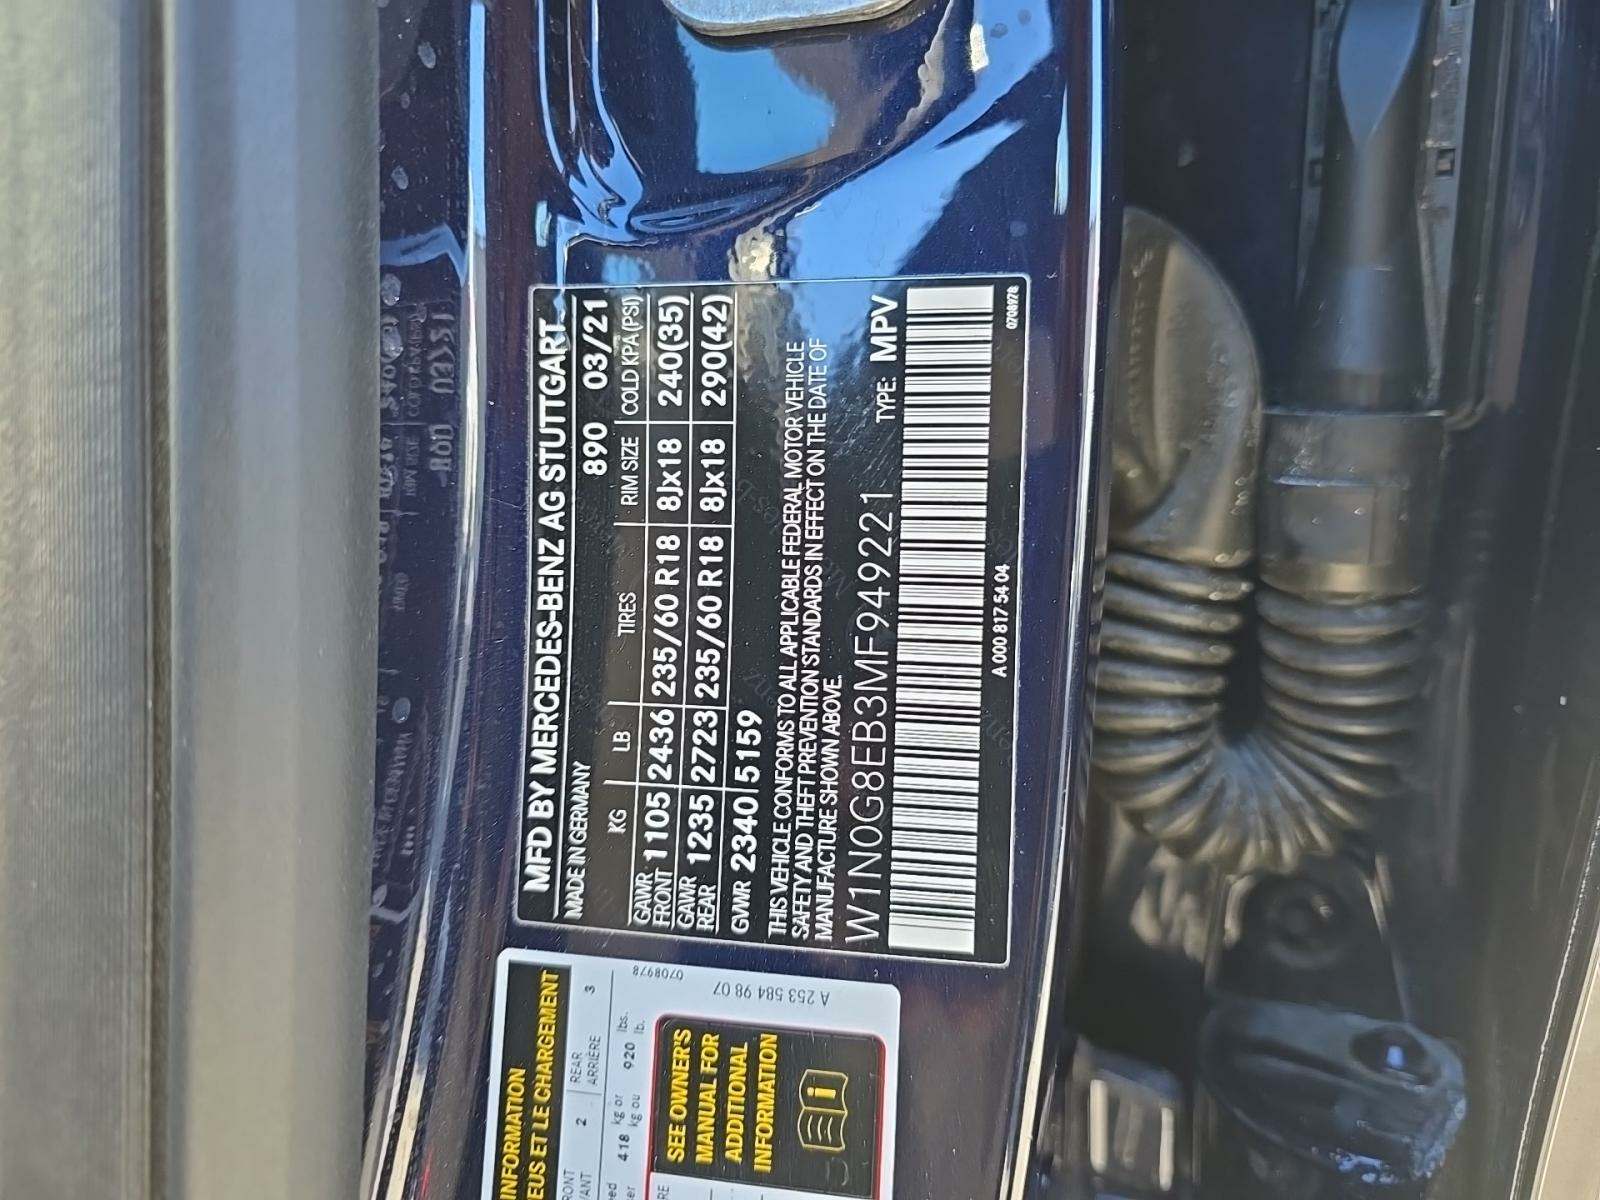 MFD BY MERCEDES-BENZ AG STUTTGART
MADE IN GERMANY 890 03/21
KG LB TIRES RIM SIZE COLD KPA (PSI)
GAWR FRONT 1105 2436 235/60 R18 8Jx18 240(35)
GAWR REAR 1235 2723 235/60 R18 8Jx18 290(42)
GVWR 2340 5159
THIS VEHICLE CONFORMS TO ALL APPLICABLE FEDERAL MOTOR VEHICLE
SAFETY AND THEFT PREVENTION STANDARDS IN EFFECT ON THE DATE OF
MANUFACTURE SHOWN ABOVE.
W1N0G8EB3MF949221 TYPE: MPV
A 000 817 54 04 0708978
INFORMATION
ET LE CHARGEMENT
2 REAR 3
ARRIÈRE
418 kg or 920 lbs.
kg ou lb.
SEE OWNER'S
MANUAL FOR
ADDITIONAL
INFORMATION
A 253 584 98 07
0708978